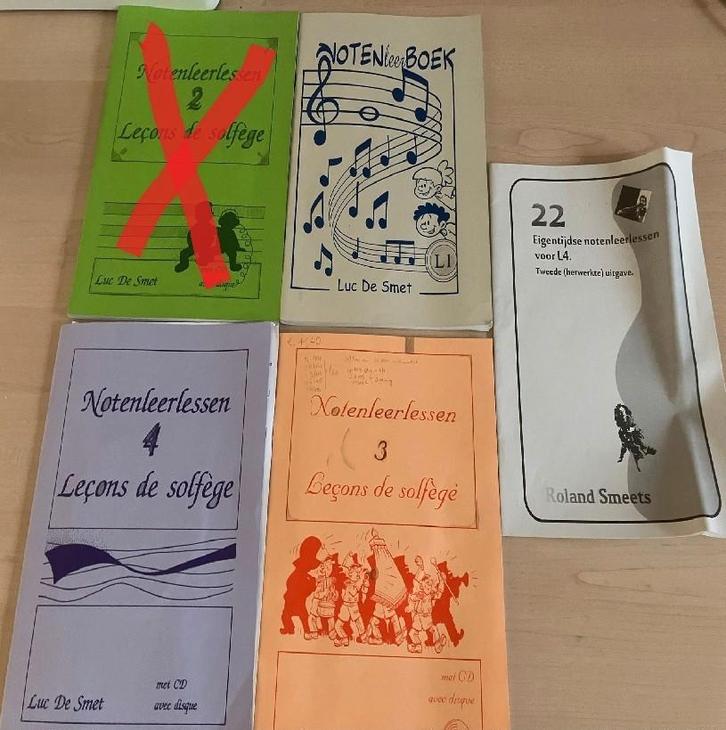 Notenleerlessen
2
Leçons de solfège
Luc De Smet
avec disque
NOTENleerBOEK
L1
Luc De Smet
22
Eigentijdse notenleerlessen
voor L4.
Tweede (herwerkte) uitgave.
Roland Smeets
Notenleerlessen
4
Leçons de solfège
met CD
Luc De Smet
avec disque
Notenleerlessen
3
Leçons de solfège
met CD
avec disque